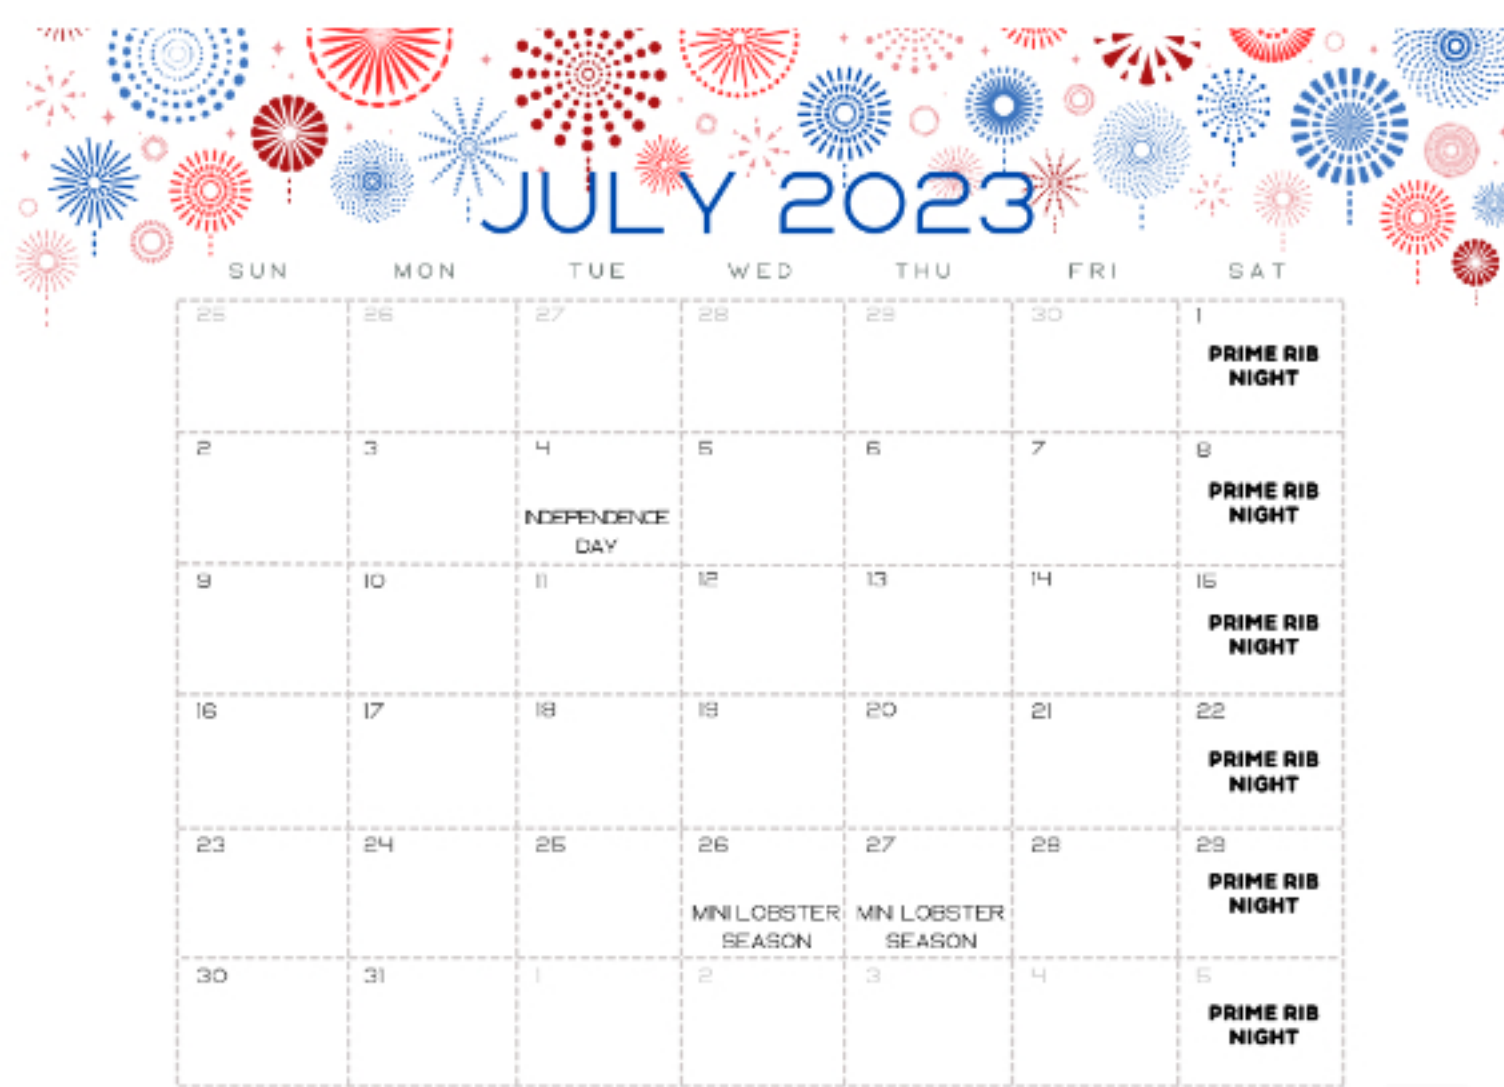 JULY 2023
SUN MON TUE WED THU FRI SAT
25 26 27 28 29 30 1
PRIME RIB
NIGHT
2 3 4 5 6 7 8
PRIME RIB
NIGHT
INDEPENDENCE
DAY
9 10 11 12 13 14 15
PRIME RIB
NIGHT
16 17 18 19 20 21 22
PRIME RIB
NIGHT
23 24 25 26 27 28 29
PRIME RIB
NIGHT
MINI LOBSTER MINI LOBSTER
SEASON SEASON
30 31 1 2 3 4 5
PRIME RIB
NIGHT